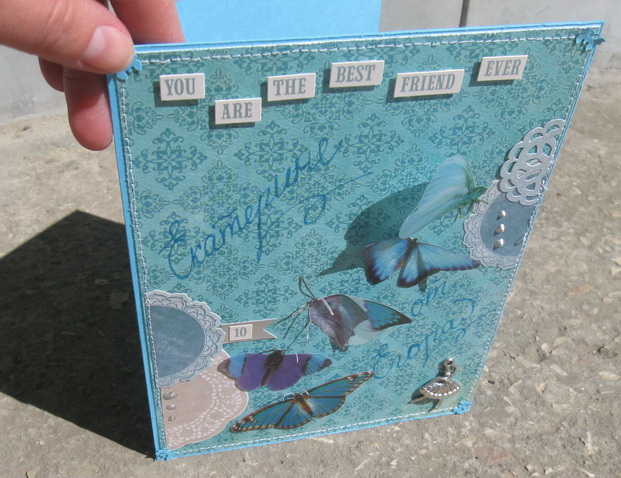 YOU ARE THE BEST FRIEND EVER
Екатерине
10
от
Егора